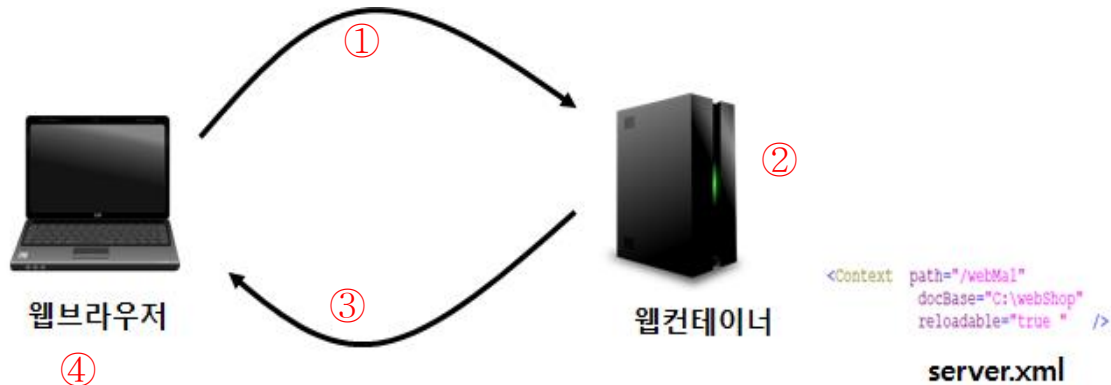 ①
②
<Context path="/webMal"
docBase="C:\webShop"
reloadable="true " />
웹브라우저
③
웹컨테이너
④
server.xml